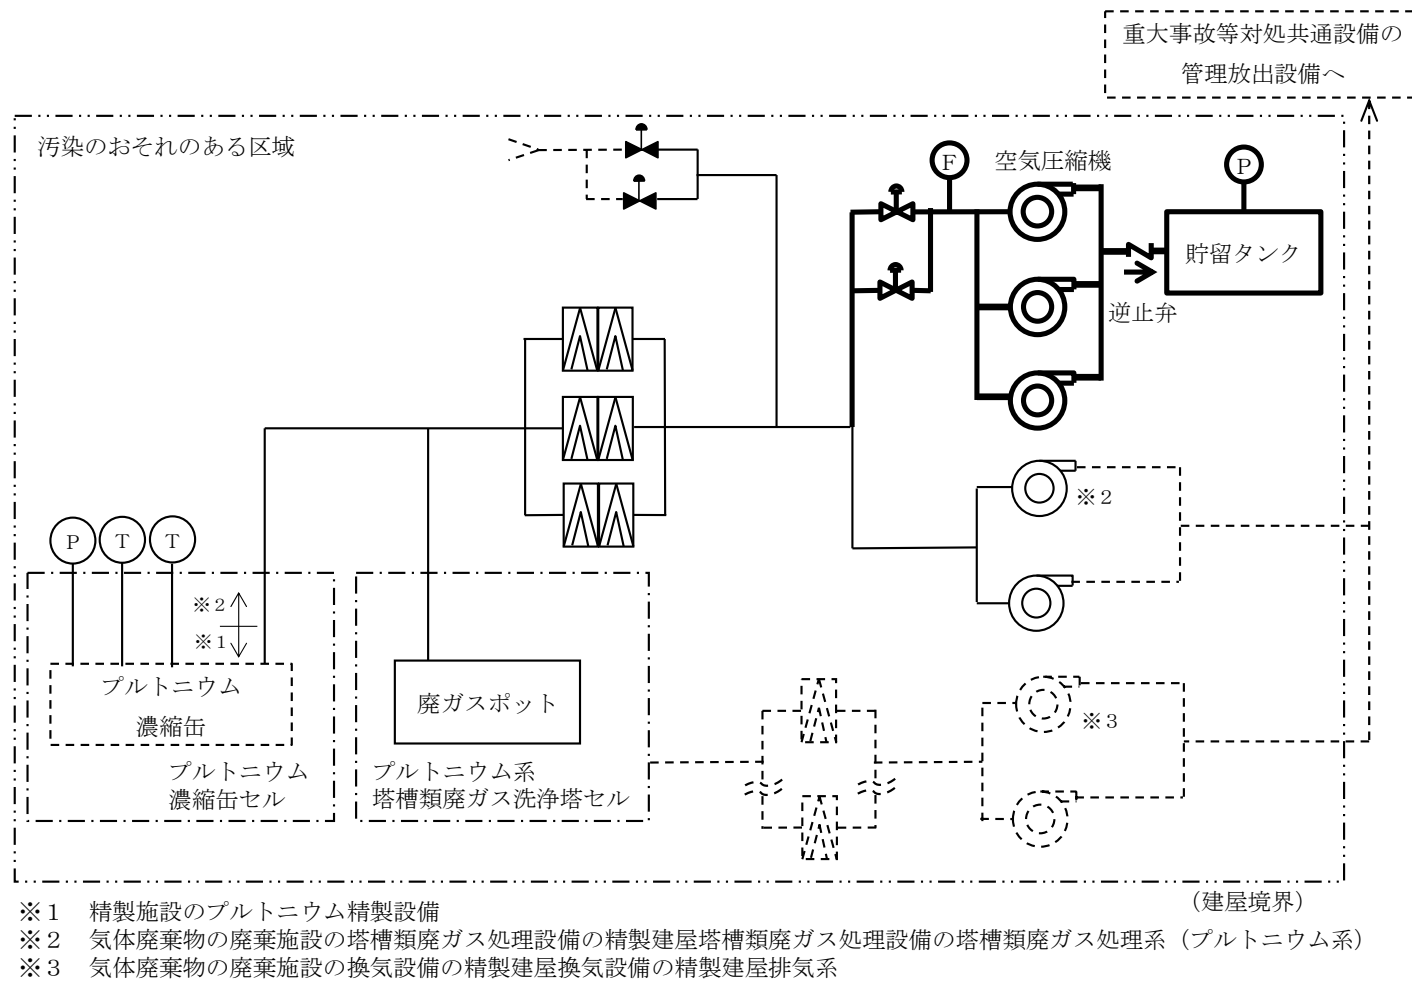 重大事故等対処共通設備の
管理放出設備へ
汚染のおそれのある区域
F
空気圧縮機
P
貯留タンク
逆止弁
※2
P
T
T
※2
※1
プルトニウム
濃縮缶
プルトニウム
濃縮缶セル
廃ガスポット
プルトニウム系
塔槽類廃ガス洗浄塔セル
※3
(建屋境界)
※1 精製施設のプルトニウム精製設備
※2 気体廃棄物の廃棄施設の塔槽類廃ガス処理設備の精製建屋塔槽類廃ガス処理設備の塔槽類廃ガス処理系(プルトニウム系)
※3 気体廃棄物の廃棄施設の換気設備の精製建屋換気設備の精製建屋排気系